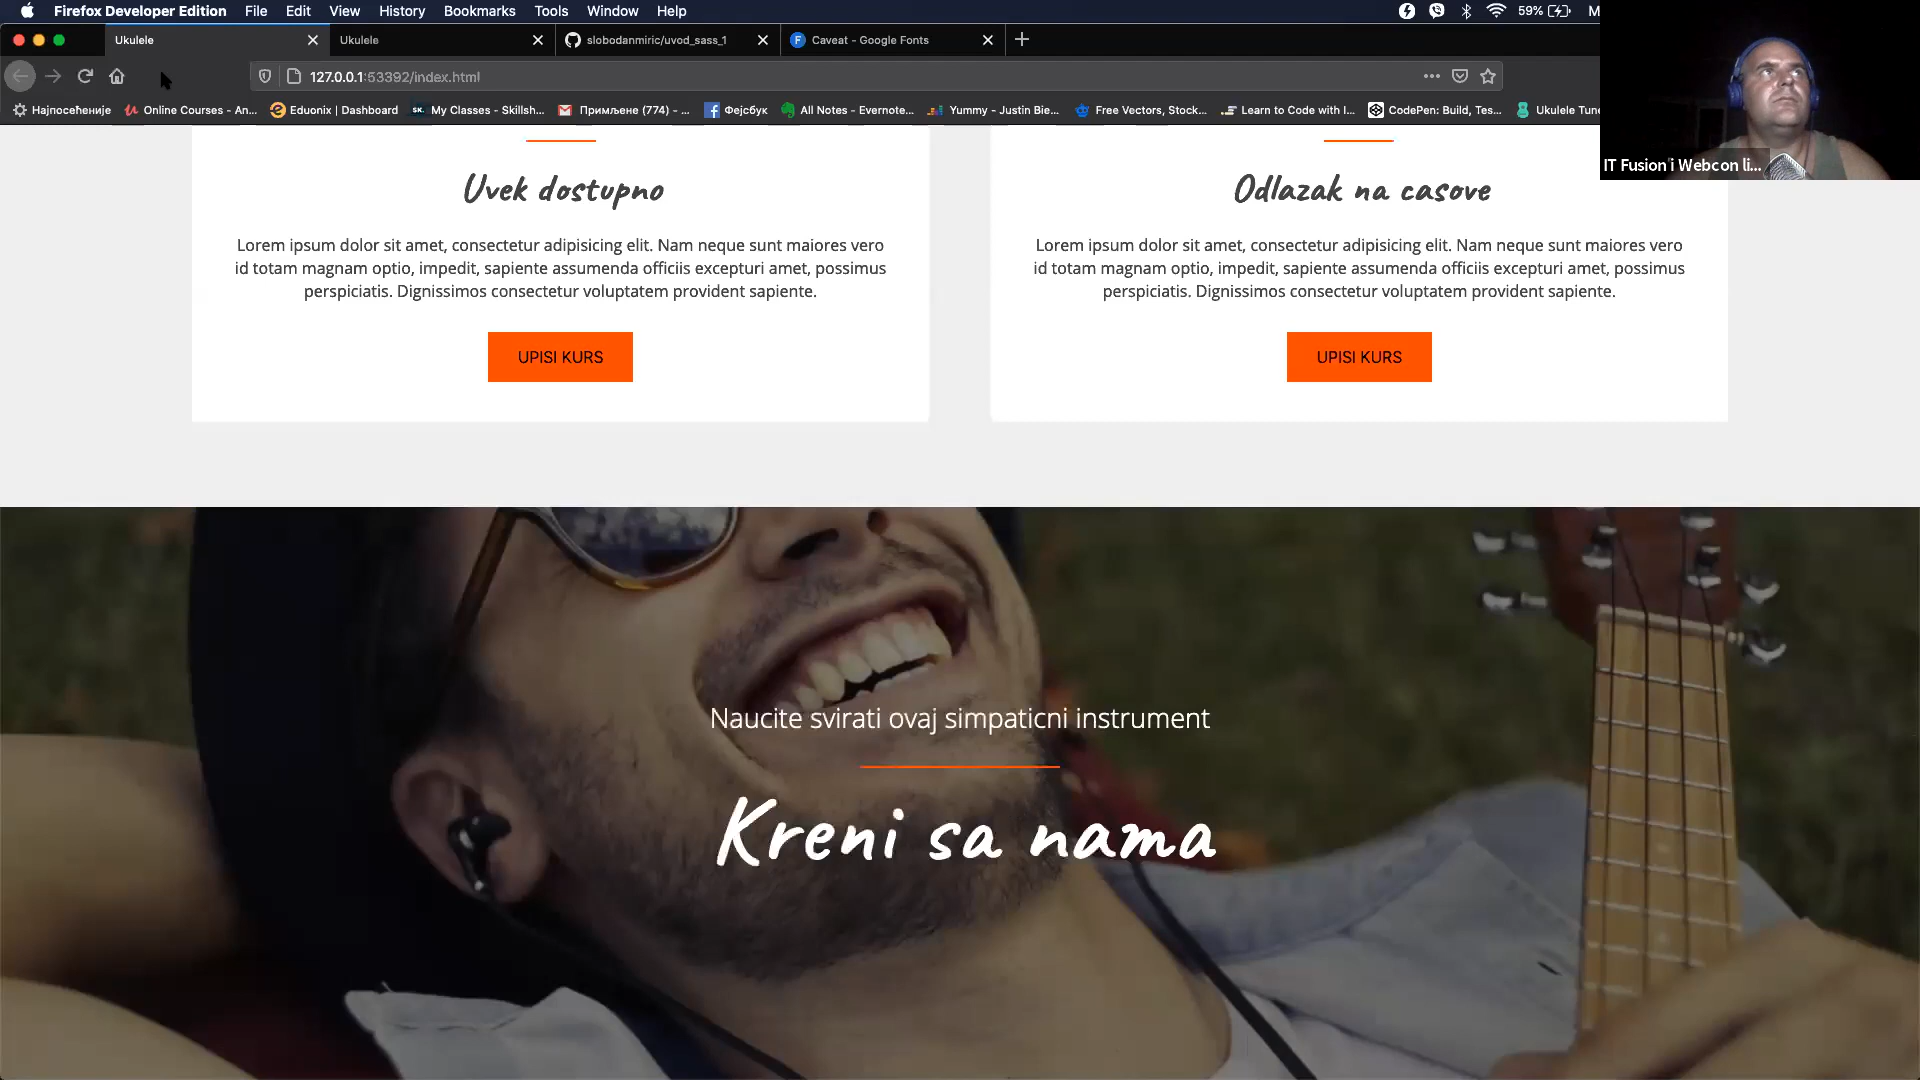 Firefox Developer Edition File Edit View History Bookmarks Tools Window Help 59% M
Ukulele Ukulele slobodanmiric/uvod_sass_1 Caveat - Google Fonts
127.0.0.1:53392/index.html
Најпосећеније Online Courses - An... Eduonix | Dashboard My Classes - Skillsh... Примљене (774) - ... Фејсбук All Notes - Evernote... Yummy - Justin Bie... Free Vectors, Stock... Learn to Code with I... CodePen: Build, Tes... Ukulele Tune
IT Fusion i Webcon li...
Uvek dostupno
Lorem ipsum dolor sit amet, consectetur adipisicing elit. Nam neque sunt maiores vero
id totam magnam optio, impedit, sapiente assumenda officiis excepturi amet, possimus
perspiciatis. Dignissimos consectetur voluptatem provident sapiente.
UPISI KURS
Odlazak na casove
Lorem ipsum dolor sit amet, consectetur adipisicing elit. Nam neque sunt maiores vero
id totam magnam optio, impedit, sapiente assumenda officiis excepturi amet, possimus
perspiciatis. Dignissimos consectetur voluptatem provident sapiente.
UPISI KURS
Naucite svirati ovaj simpaticni instrument
Kreni sa nama